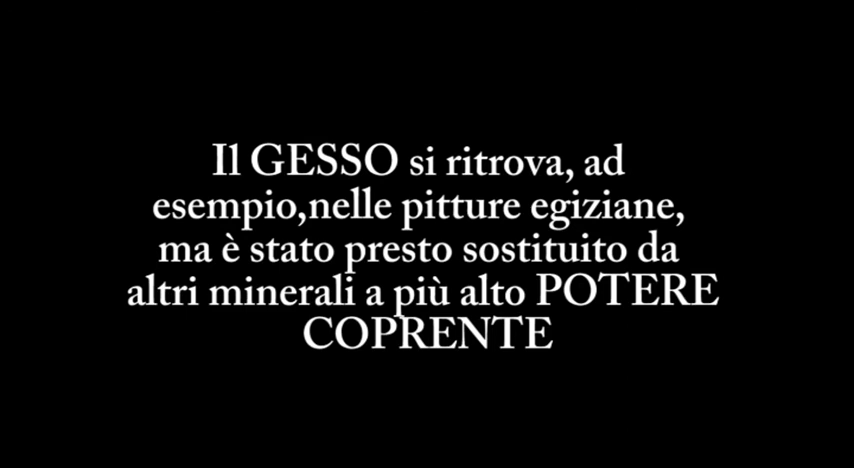 Il GESSO si ritrova, ad
esempio,nelle pitture egiziane,
ma è stato presto sostituito da
altri minerali a più alto POTERE
COPRENTE